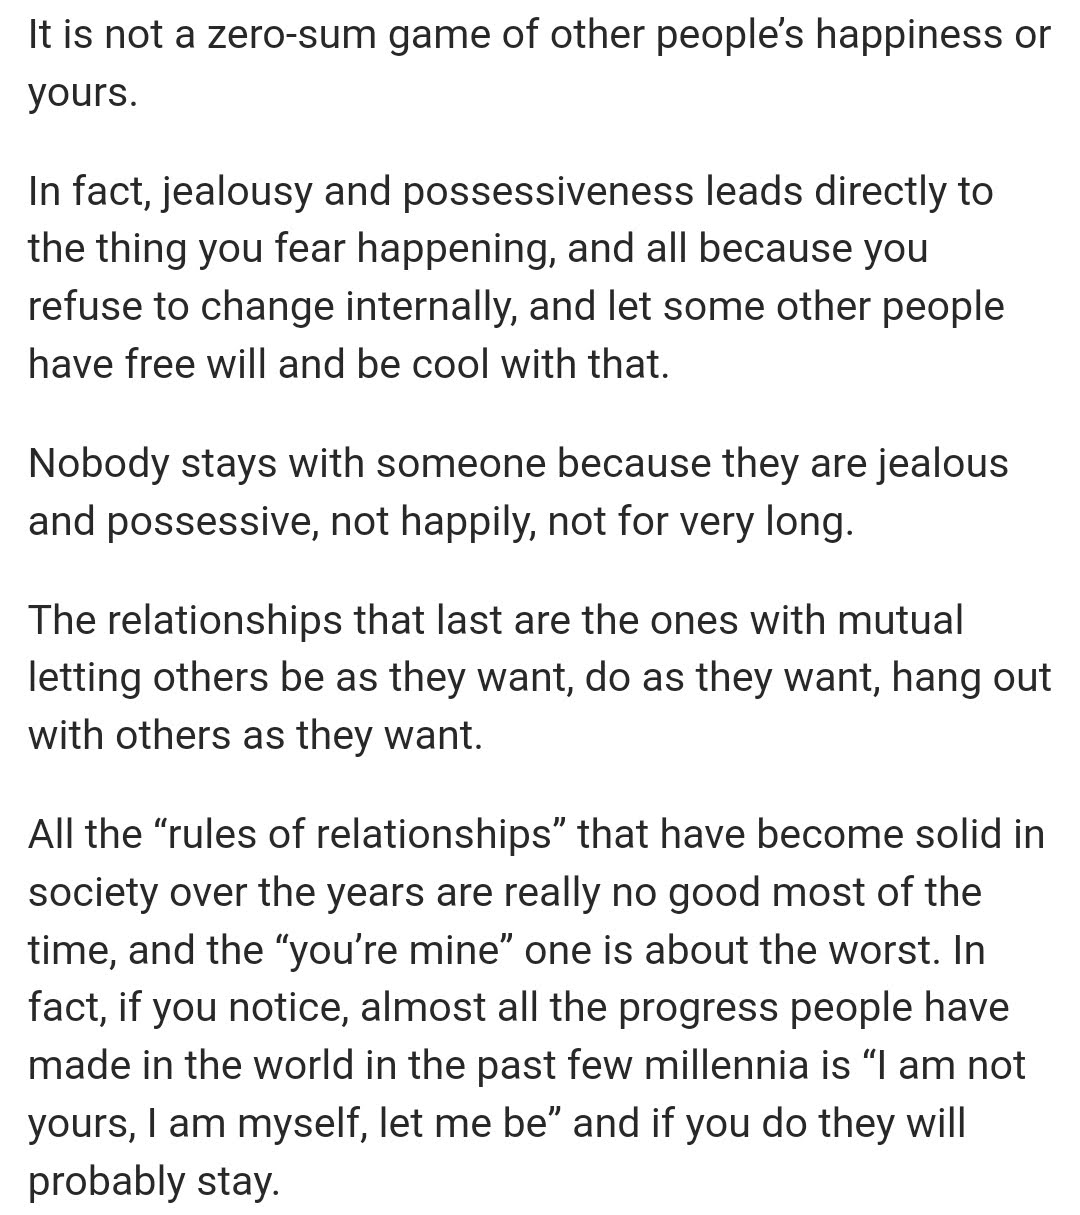 It is not a zero-sum game of other people’s happiness or
yours.
In fact, jealousy and possessiveness leads directly to
the thing you fear happening, and all because you
refuse to change internally, and let some other people
have free will and be cool with that.
Nobody stays with someone because they are jealous
and possessive, not happily, not for very long.
The relationships that last are the ones with mutual
letting others be as they want, do as they want, hang out
with others as they want.
All the “rules of relationships” that have become solid in
society over the years are really no good most of the
time, and the “you’re mine” one is about the worst. In
fact, if you notice, almost all the progress people have
made in the world in the past few millennia is “I am not
yours, I am myself, let me be” and if you do they will
probably stay.